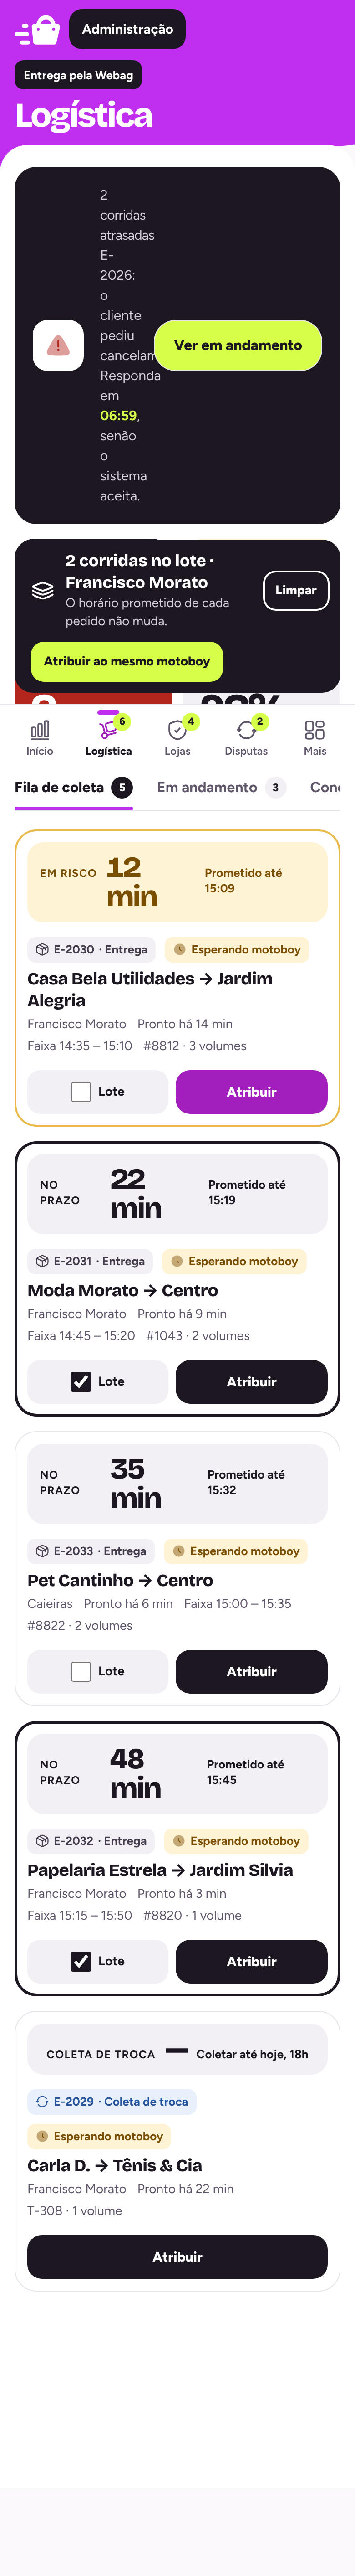 Administração
Entrega pela Webag
Logística
2
corridas
atrasadas
E-
2026:
o
cliente
pediu
Ver em andamento
Responda
em
06:59,
senão
o
sistema
aceita.
2 corridas no lote ·
Francisco Morato
O horário prometido de cada
pedido não muda.
Limpar
Atribuir ao mesmo motoboy
6
4
2
Início
Logística
Lojas
Disputas
Mais
Fila de coleta 5
Em andamento 3
EM RISCO
12
min
Prometido até
15:09
E-2030 · Entrega
Esperando motoboy
Casa Bela Utilidades → Jardim
Alegria
Francisco Morato Pronto há 14 min
Faixa 14:35 – 15:10 #8812 · 3 volumes
Lote
Atribuir
NO
PRAZO
22
min
Prometido até
15:19
E-2031 · Entrega
Esperando motoboy
Moda Morato → Centro
Francisco Morato Pronto há 9 min
Faixa 14:45 – 15:20 #1043 · 2 volumes
Lote
Atribuir
NO
PRAZO
35
min
Prometido até
15:32
E-2033 · Entrega
Esperando motoboy
Pet Cantinho → Centro
Caieiras Pronto há 6 min Faixa 15:00 – 15:35
#8822 · 2 volumes
Lote
Atribuir
NO
PRAZO
48
min
Prometido até
15:45
E-2032 · Entrega
Esperando motoboy
Papelaria Estrela → Jardim Silvia
Francisco Morato Pronto há 3 min
Faixa 15:15 – 15:50 #8820 · 1 volume
Lote
Atribuir
COLETA DE TROCA — Coletar até hoje, 18h
E-2029 · Coleta de troca
Esperando motoboy
Carla D. → Tênis & Cia
Francisco Morato Pronto há 22 min
T-308 · 1 volume
Atribuir